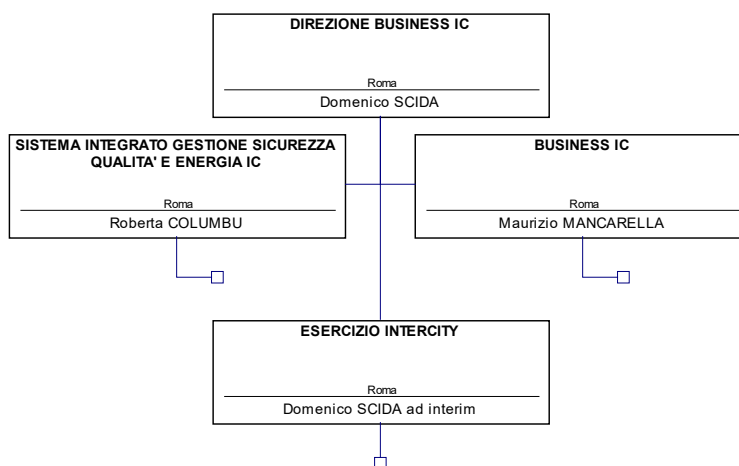 DIREZIONE BUSINESS IC
Roma
Domenico SCIDA
SISTEMA INTEGRATO GESTIONE SICUREZZA
QUALITA' E ENERGIA IC
Roma
Roberta COLUMBU
BUSINESS IC
Roma
Maurizio MANCARELLA
ESERCIZIO INTERCITY
Roma
Domenico SCIDA ad interim